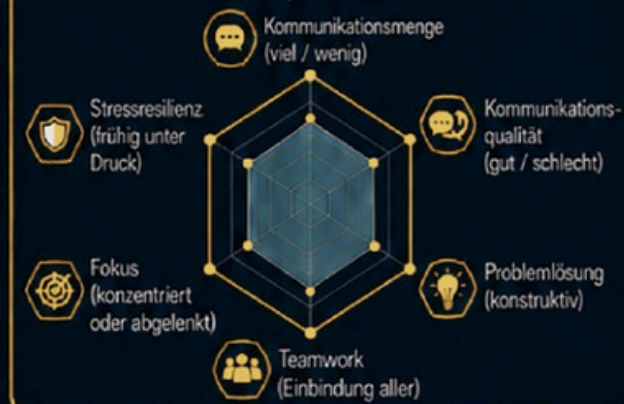 Kommunikationsmenge
(viel / wenig)
Stressresilienz
(frühig unter
Druck)
Kommunikations-
qualität
(gut / schlecht)
Fokus
(konzentriert
oder abgelenkt)
Problemlösung
(konstruktiv)
Teamwork
(Einbindung aller)